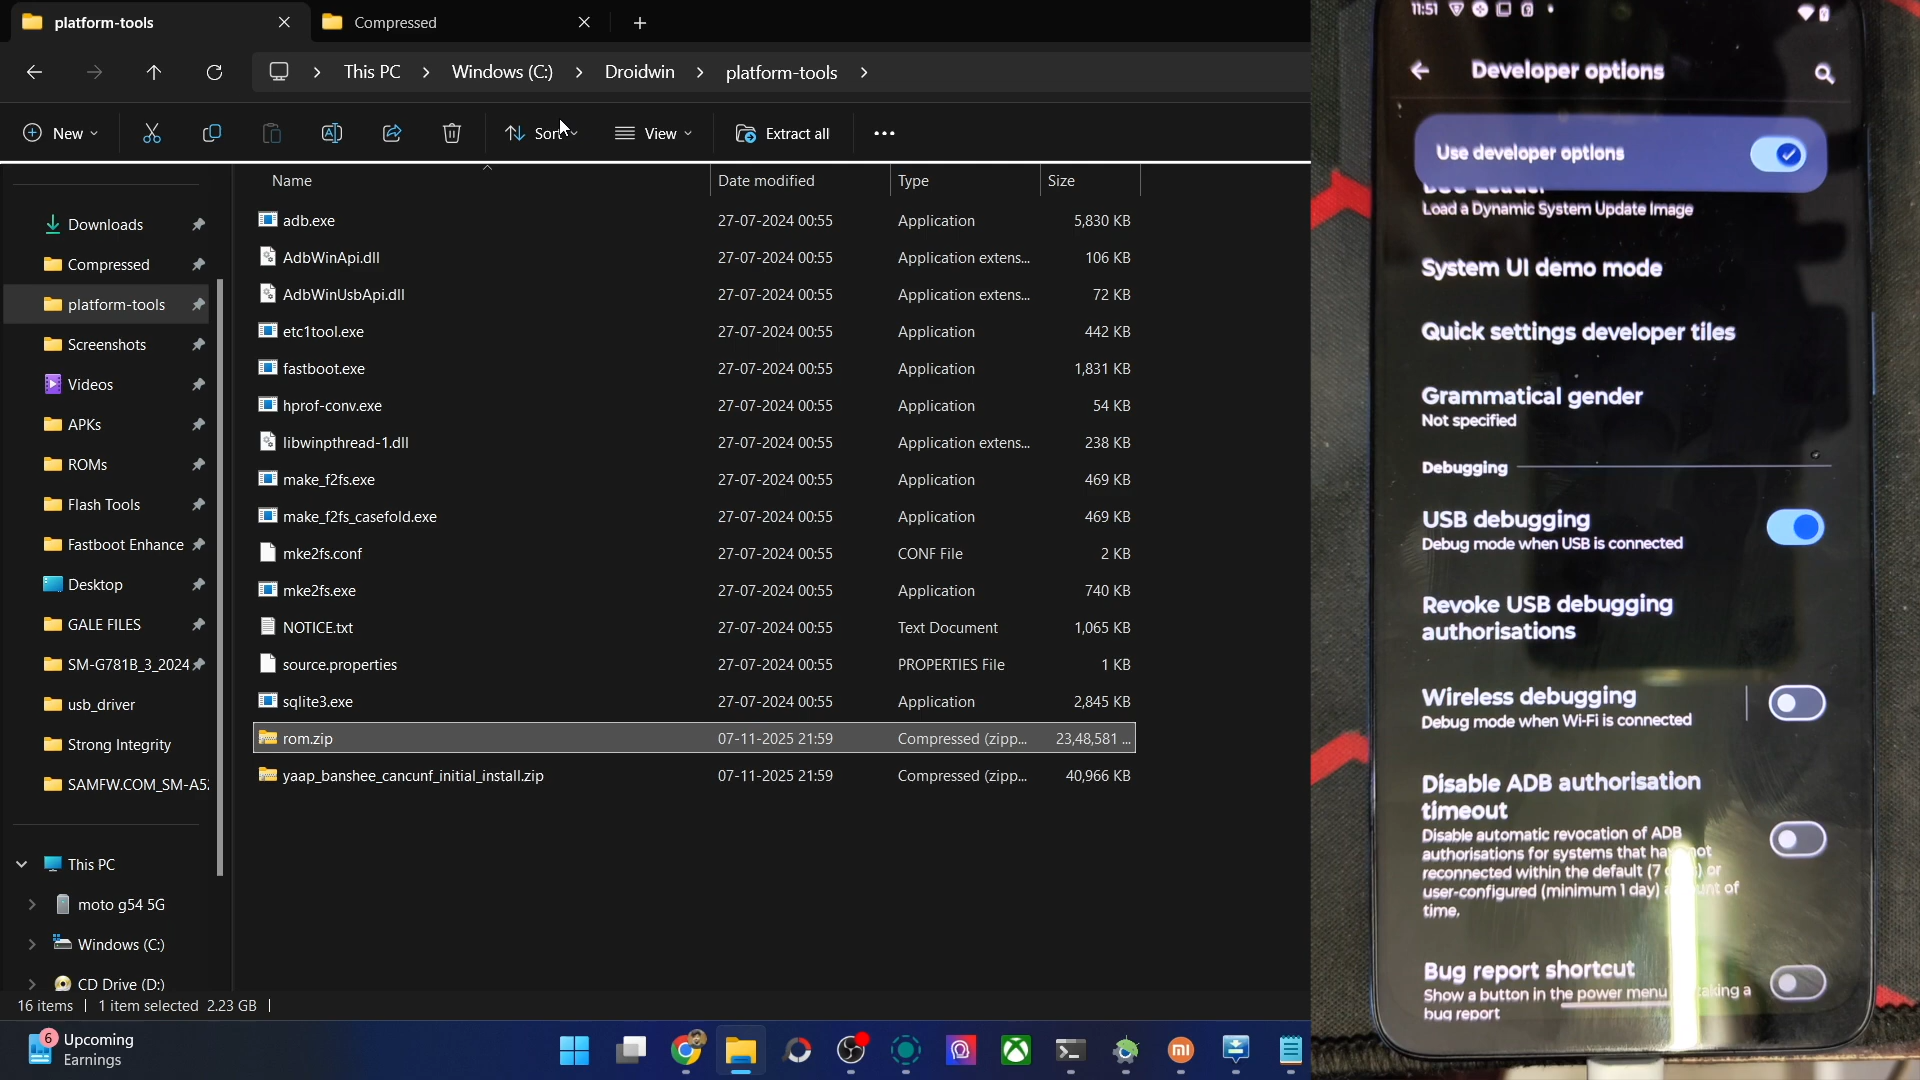 platform-tools
Compressed
This PC
Windows (C:)
Droidwin
platform-tools
New
Sort
View
Extract all
Name
Date modified
Type
Size
Downloads
Compressed
platform-tools
Screenshots
Videos
APKs
ROMs
Flash Tools
Fastboot Enhance
Desktop
GALE FILES
SM-G781B_3_2024
usb_driver
Strong Integrity
SAMFW.COM_SM-A5
This PC
moto g54 5G
Windows (C:)
CD Drive (D:)
adb.exe 27-07-2024 00:55 Application 5,830 KB
AdbWinApi.dll 27-07-2024 00:55 Application extens... 106 KB
AdbWinUsbApi.dll 27-07-2024 00:55 Application extens... 72 KB
etc1tool.exe 27-07-2024 00:55 Application 442 KB
fastboot.exe 27-07-2024 00:55 Application 1,831 KB
hprof-conv.exe 27-07-2024 00:55 Application 54 KB
libwinpthread-1.dll 27-07-2024 00:55 Application extens... 238 KB
make_f2fs.exe 27-07-2024 00:55 Application 469 KB
make_f2fs_casefold.exe 27-07-2024 00:55 Application 469 KB
mke2fs.conf 27-07-2024 00:55 CONF File 2 KB
mke2fs.exe 27-07-2024 00:55 Application 740 KB
NOTICE.txt 27-07-2024 00:55 Text Document 1,065 KB
source.properties 27-07-2024 00:55 PROPERTIES File 1 KB
sqlite3.exe 27-07-2024 00:55 Application 2,845 KB
rom.zip 07-11-2025 21:59 Compressed (zipp... 23,48,581 ...
yaap_banshee_cancunf_initial_install.zip 07-11-2025 21:59 Compressed (zipp... 40,966 KB
16 items 1 item selected 2.23 GB
6
Upcoming
Earnings
11:51
Developer options
Use developer options
Load a Dynamic System Update Image
System UI demo mode
Quick settings developer tiles
Grammatical gender
Not specified
Debugging
USB debugging
Debug mode when USB is connected
Revoke USB debugging
authorisations
Wireless debugging
Debug mode when Wi-Fi is connected
Disable ADB authorisation
timeout
Disable automatic revocation of ADB
authorisations for systems that have not
reconnected within the default (7 or
user-configured (minimum 1 day) amount of
time.
Bug report shortcut
Show a button in the power menu taking a
bug report